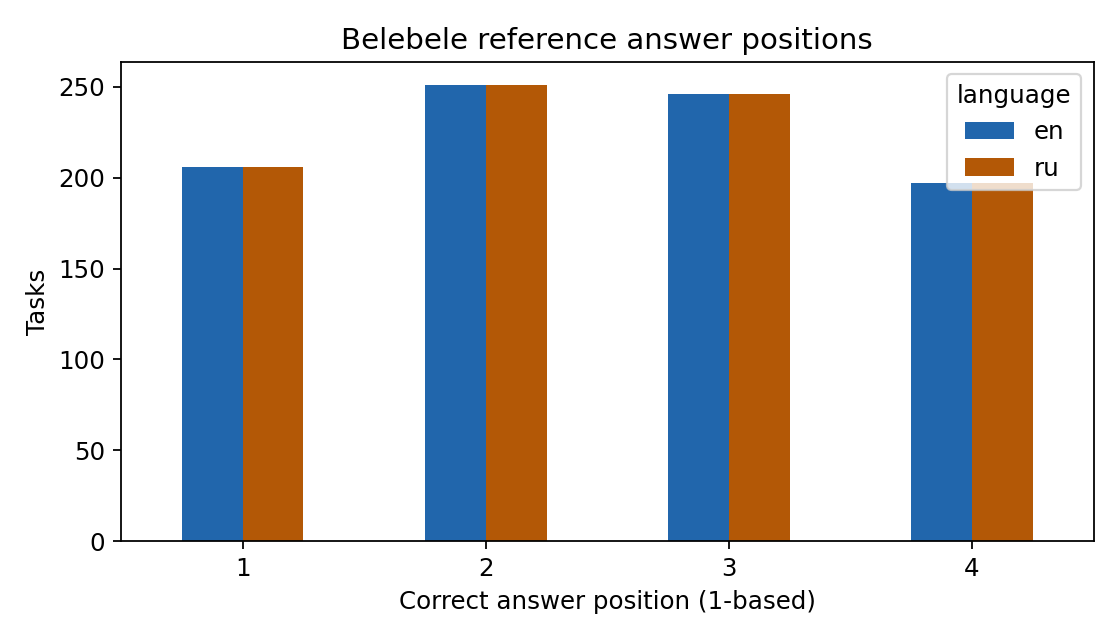 Belebele reference answer positions
250
200
150
100
50
0
Tasks
1 2 3 4
Correct answer position (1-based)
language
en
ru